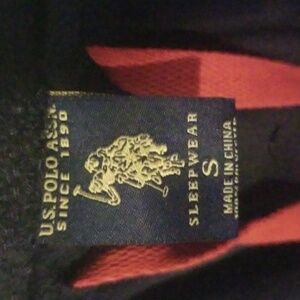 U.S. POLO ASSN.
SINCE 1890
SLEEPWEAR
S
MADE IN CHINA